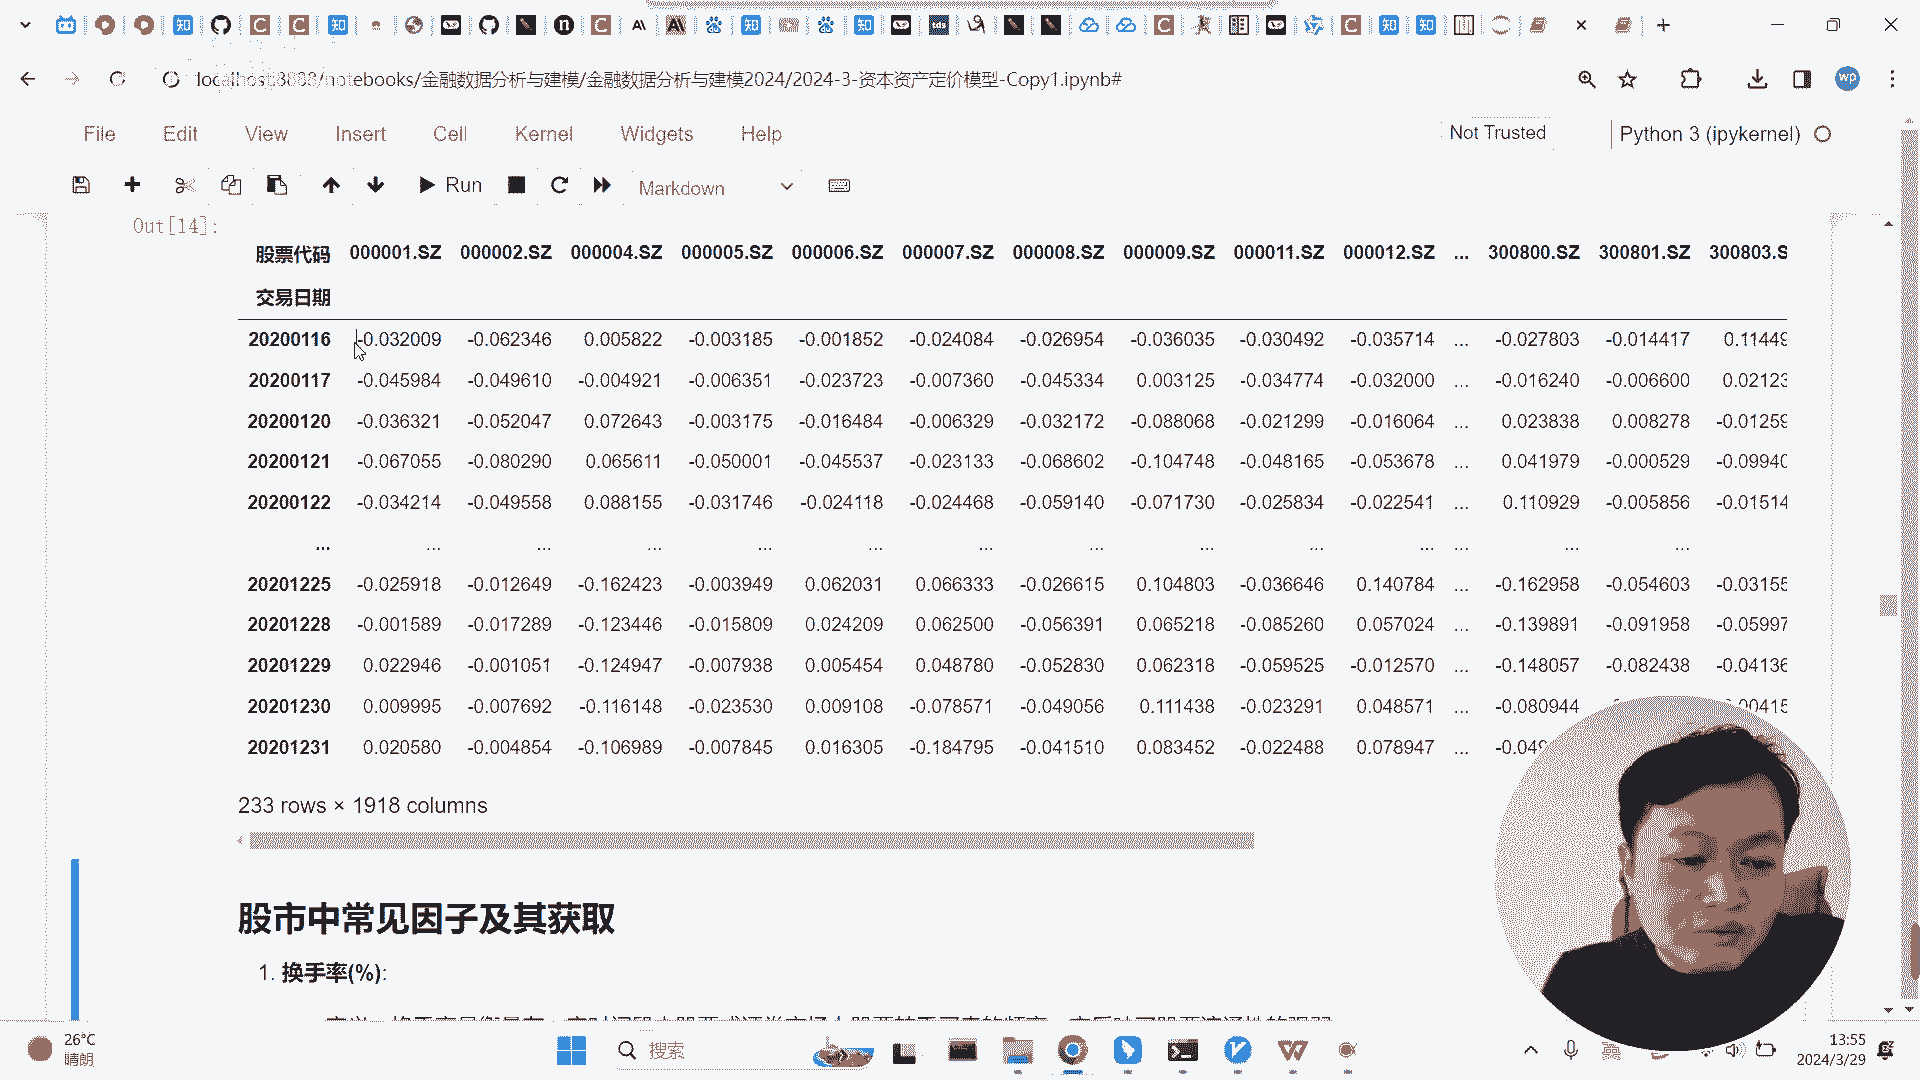 localhost:8888/notebooks/金融数据分析与建模/金融数据分析与建模2024/2024-3-资本资产定价模型-Copy1.ipynb#
wp
File Edit View Insert Cell Kernel Widgets Help Not Trusted Python 3 (ipykernel)
Run Markdown
Out[14]:
股票代码 000001.SZ 000002.SZ 000004.SZ 000005.SZ 000006.SZ 000007.SZ 000008.SZ 000009.SZ 000011.SZ 000012.SZ ... 300800.SZ 300801.SZ 300803.S
交易日期
20200116 -0.032009 -0.062346 0.005822 -0.003185 -0.001852 -0.024084 -0.026954 -0.036035 -0.030492 -0.035714 ... -0.027803 -0.014417 0.11449
20200117 -0.045984 -0.049610 -0.004921 -0.006351 -0.023723 -0.007360 -0.045334 0.003125 -0.034774 -0.032000 ... -0.016240 -0.006600 0.02123
20200120 -0.036321 -0.052047 0.072643 -0.003175 -0.016484 -0.006329 -0.032172 -0.088068 -0.021299 -0.016064 ... 0.023838 0.008278 -0.01259
20200121 -0.067055 -0.080290 0.065611 -0.050001 -0.045537 -0.023133 -0.068602 -0.104748 -0.048165 -0.053678 ... 0.041979 -0.000529 -0.09940
20200122 -0.034214 -0.049558 0.088155 -0.031746 -0.024118 -0.024468 -0.059140 -0.071730 -0.025834 -0.022541 ... 0.110929 -0.005856 -0.01514
... ... ... ... ... ... ... ... ... ... ... ... ... ...
20201225 -0.025918 -0.012649 -0.162423 -0.003949 0.062031 0.066333 -0.026615 0.104803 -0.036646 0.140784 ... -0.162958 -0.054603 -0.03155
20201228 -0.001589 -0.017289 -0.123446 -0.015809 0.024209 0.062500 -0.056391 0.065218 -0.085260 0.057024 ... -0.139891 -0.091958 -0.05997
20201229 0.022946 -0.001051 -0.124947 -0.007938 0.005454 0.048780 -0.052830 0.062318 -0.059525 -0.012570 ... -0.148057 -0.082438 -0.04136
20201230 0.009995 -0.007692 -0.116148 -0.023530 0.009108 -0.078571 -0.049056 0.111438 -0.023291 0.048571 ... -0.080944 00415
20201231 0.020580 -0.004854 -0.106989 -0.007845 0.016305 -0.184795 -0.041510 0.083452 -0.022488 0.078947 ... -0.049
233 rows × 1918 columns
股市中常见因子及其获取
1. 换手率(%):
26°C
晴朗
搜索
英
13:55
2024/3/29